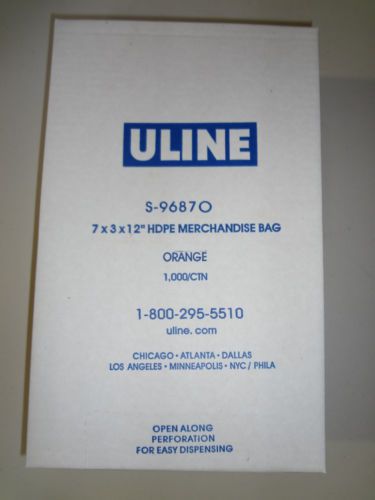 ULINE
S-9687O
7 x 3 x 12" HDPE MERCHANDISE BAG
ORANGE
1,000/CTN
1-800-295-5510
uline.com
CHICAGO • ATLANTA • DALLAS
LOS ANGELES • MINNEAPOLIS • NYC / PHILA
OPEN ALONG
PERFORATION
FOR EASY DISPENSING